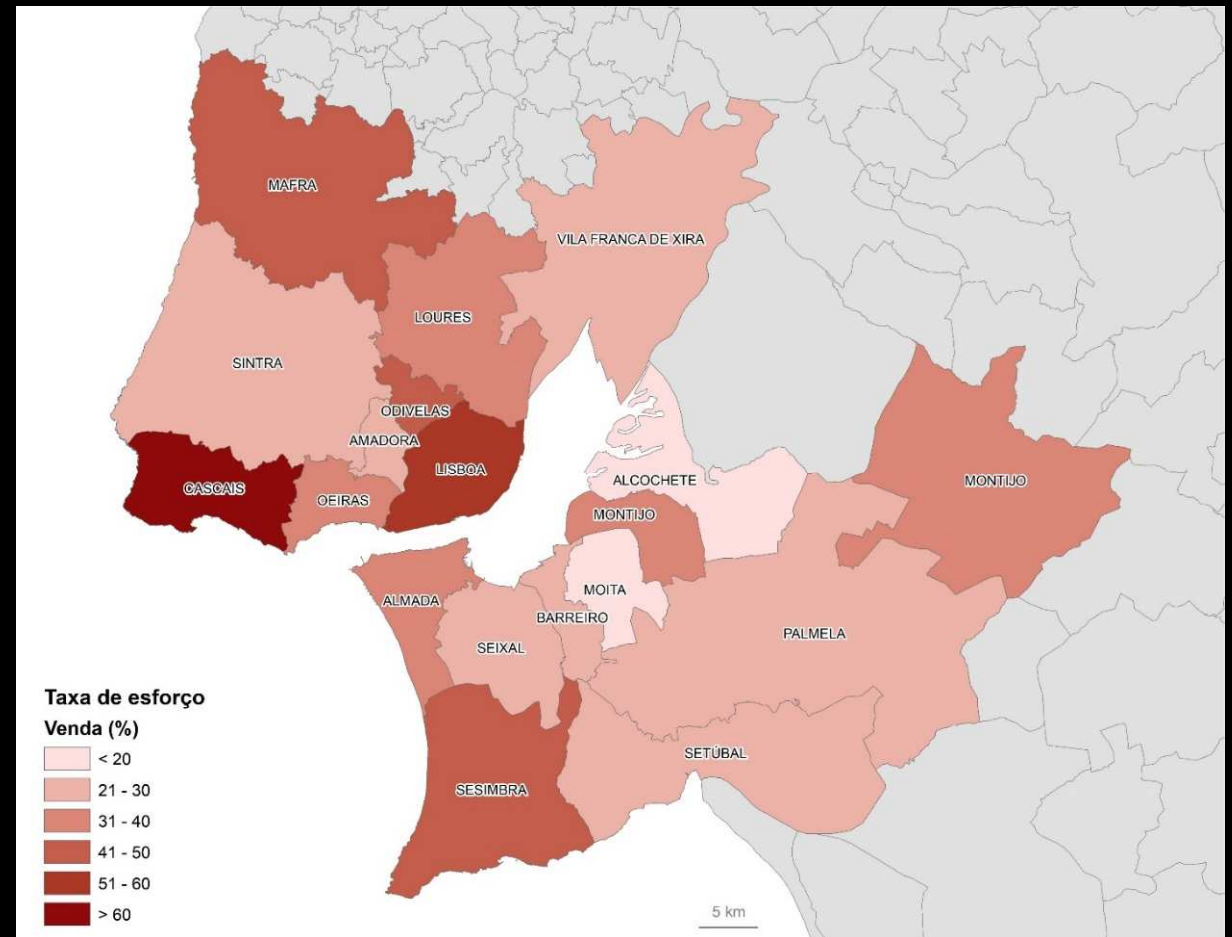 MAFRA
VILA FRANCA DE XIRA
LOURES
SINTRA
ODIVELAS
AMADORA
LISBOA
CASCAIS
OEIRAS
ALCOCHETE
MONTIJO
MONTIJO
MOITA
ALMADA
BARREIRO
SEIXAL
PALMELA
SETÚBAL
SESIMBRA
Taxa de esforço
Venda (%)
< 20
21 - 30
31 - 40
41 - 50
51 - 60
> 60
5 km